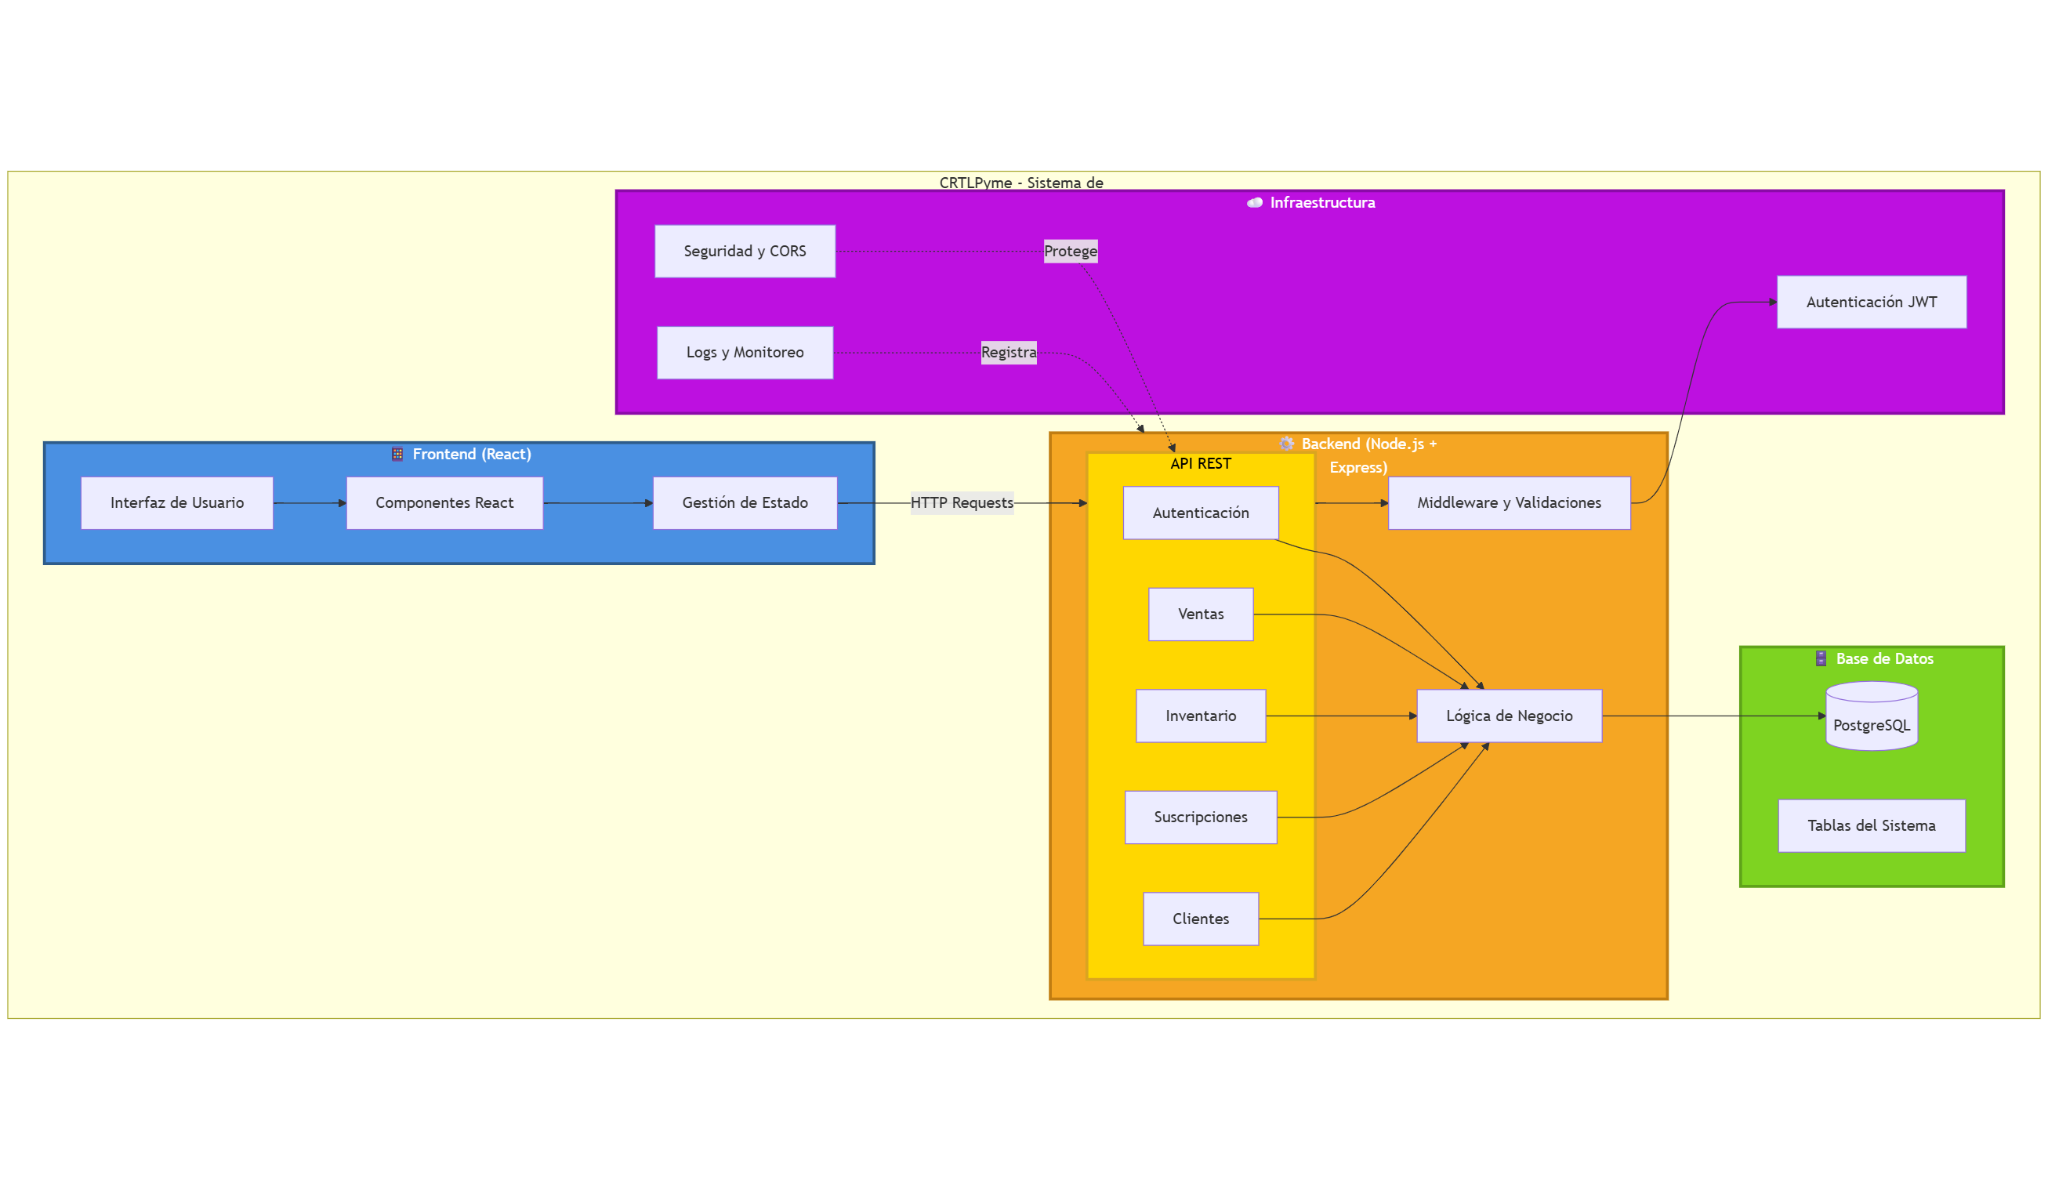 CRTLPyme - Sistema de
Infraestructura
Seguridad y CORS
Protege
Autenticación JWT
Logs y Monitoreo
Registra
Frontend (React)
Interfaz de Usuario
Componentes React
Gestión de Estado
HTTP Requests
Backend (Node.js +
Express)
API REST
Autenticación
Middleware y Validaciones
Ventas
Inventario
Lógica de Negocio
Suscripciones
Clientes
Base de Datos
PostgreSQL
Tablas del Sistema